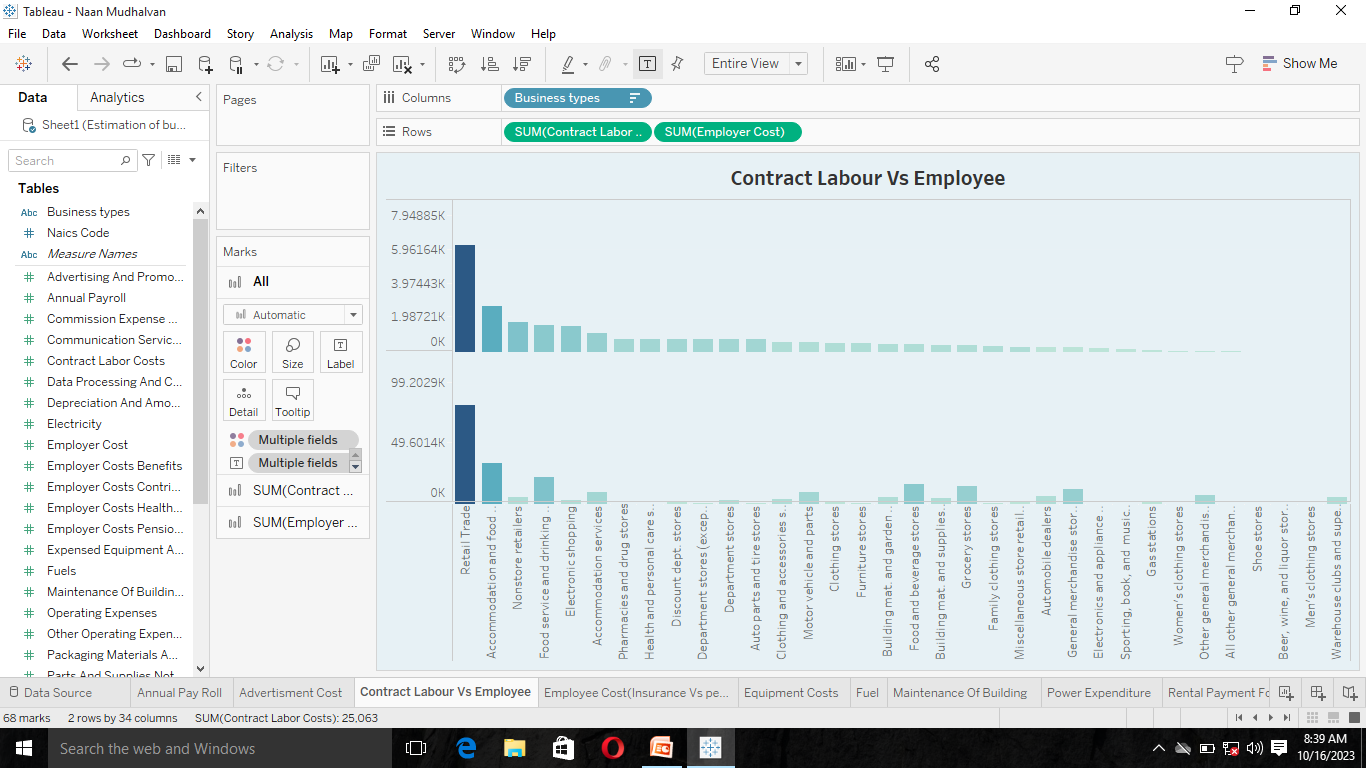 Tableau - Naan Mudhalvan
File Data Worksheet Dashboard Story Analysis Map Format Server Window Help
Entire View
Show Me
Data Analytics
Sheet1 (Estimation of bu...
Search
Tables
Abc Business types
# Naics Code
Abc Measure Names
# Advertising And Promo...
# Annual Payroll
# Commission Expense ...
# Communication Servic...
# Contract Labor Costs
# Data Processing And C...
# Depreciation And Amo...
# Electricity
# Employer Cost
# Employer Costs Benefits
# Employer Costs Contri...
# Employer Costs Health...
# Employer Costs Pensio...
# Expensed Equipment A...
# Fuels
# Maintenance Of Buildin...
# Operating Expenses
# Other Operating Expen...
# Packaging Materials A...
# Parts And Supplies Not
Pages
Filters
Marks
All
Automatic
Color Size Label
Detail Tooltip
Multiple fields
Multiple fields
SUM(Contract ...
SUM(Employer ...
Columns Business types
Rows SUM(Contract Labor .. SUM(Employer Cost)
Contract Labour Vs Employee
7.94885K
5.96164K
3.97443K
1.98721K
0K
99.2029K
49.6014K
0K
Retail Trade
Accommodation and food ..
Nonstore retailers
Food service and drinking ..
Electronic shopping
Accommodation services
Pharmacies and drug stores
Health and personal care s..
Discount dept. stores
Department stores (excep..
Department stores
Auto parts and tire stores
Clothing and accessories s..
Motor vehicle and parts
Clothing stores
Furniture stores
Building mat. and garden ..
Food and beverage stores
Building mat. and supplies..
Grocery stores
Family clothing stores
Miscellaneous store retail..
Automobile dealers
General merchandise stor..
Electronics and appliance ..
Sporting, book, and music..
Gas stations
Women's clothing stores
Other general merchandis..
All other general merchan..
Shoe stores
Beer, wine, and liquor stor..
Men's clothing stores
Warehouse clubs and supe..
Data Source Annual Pay Roll Advertisment Cost Contract Labour Vs Employee Employee Cost(Insurance Vs pe... Equipment Costs Fuel Maintenance Of Building Power Expenditure Rental Payment Fo
68 marks 2 rows by 34 columns SUM(Contract Labor Costs): 25.063
Search the web and Windows
8:39 AM
10/16/2023